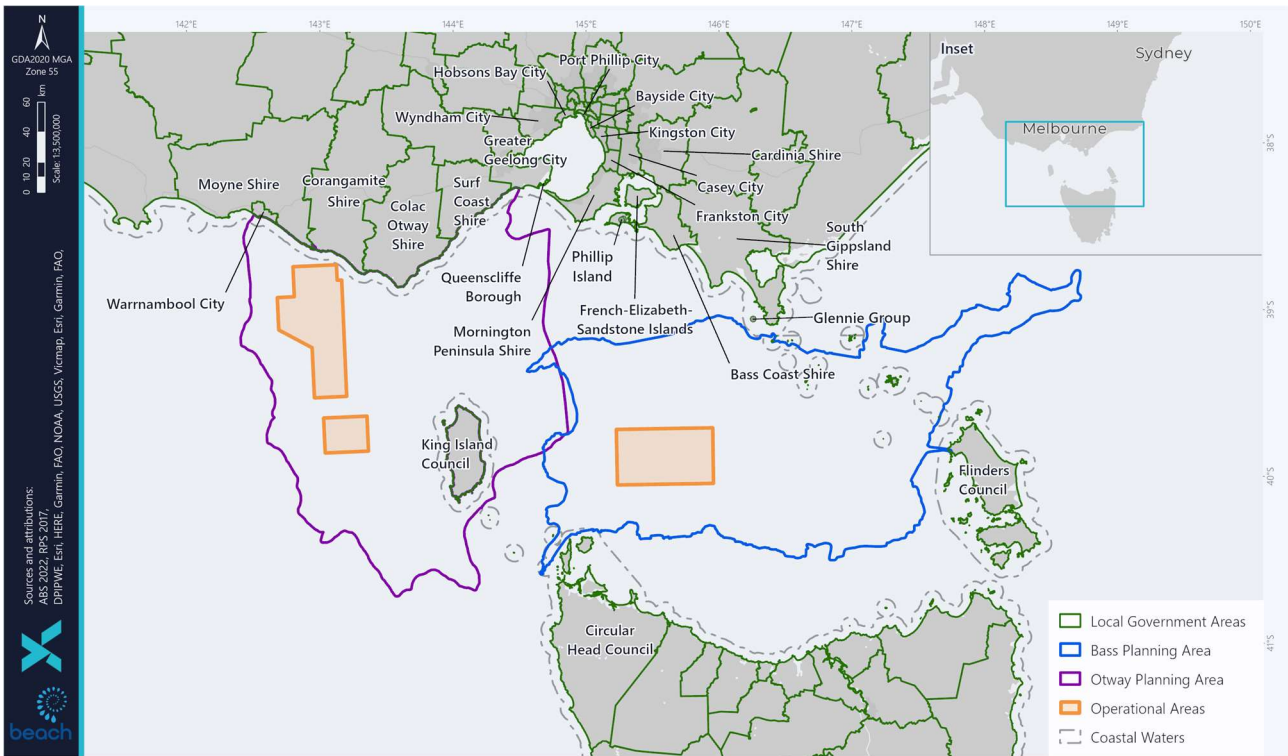 N
GDA2020 MGA
Zone 55
0 10 20 40 60
km
Scale: 1:3,500,000
Sources and attributions:
ABS 2022, RPS 2017,
DPIPWE, Esri, HERE, Garmin, FAO, NOAA, USGS, Vicmap, Esri, Garmin, FAO,
beach
142°E
143°E
144°E
145°E
146°E
147°E
148°E
149°E
150°E
38°S
39°S
40°S
41°S
Inset
Sydney
Melbourne
Port Phillip City
Hobsons Bay City
Bayside City
Wyndham City
Kingston City
Greater
Geelong City
Cardinia Shire
Moyne Shire
Corangamite
Shire
Surf
Coast
Shire
Casey City
Colac
Otway
Shire
Frankston City
South
Gippsland
Shire
Phillip
Island
Queenscliffe
Borough
Warrnambool City
French-Elizabeth-
Sandstone Islands
Glennie Group
Mornington
Peninsula Shire
Bass Coast Shire
King Island
Council
Flinders
Council
Circular
Head Council
Local Government Areas
Bass Planning Area
Otway Planning Area
Operational Areas
Coastal Waters